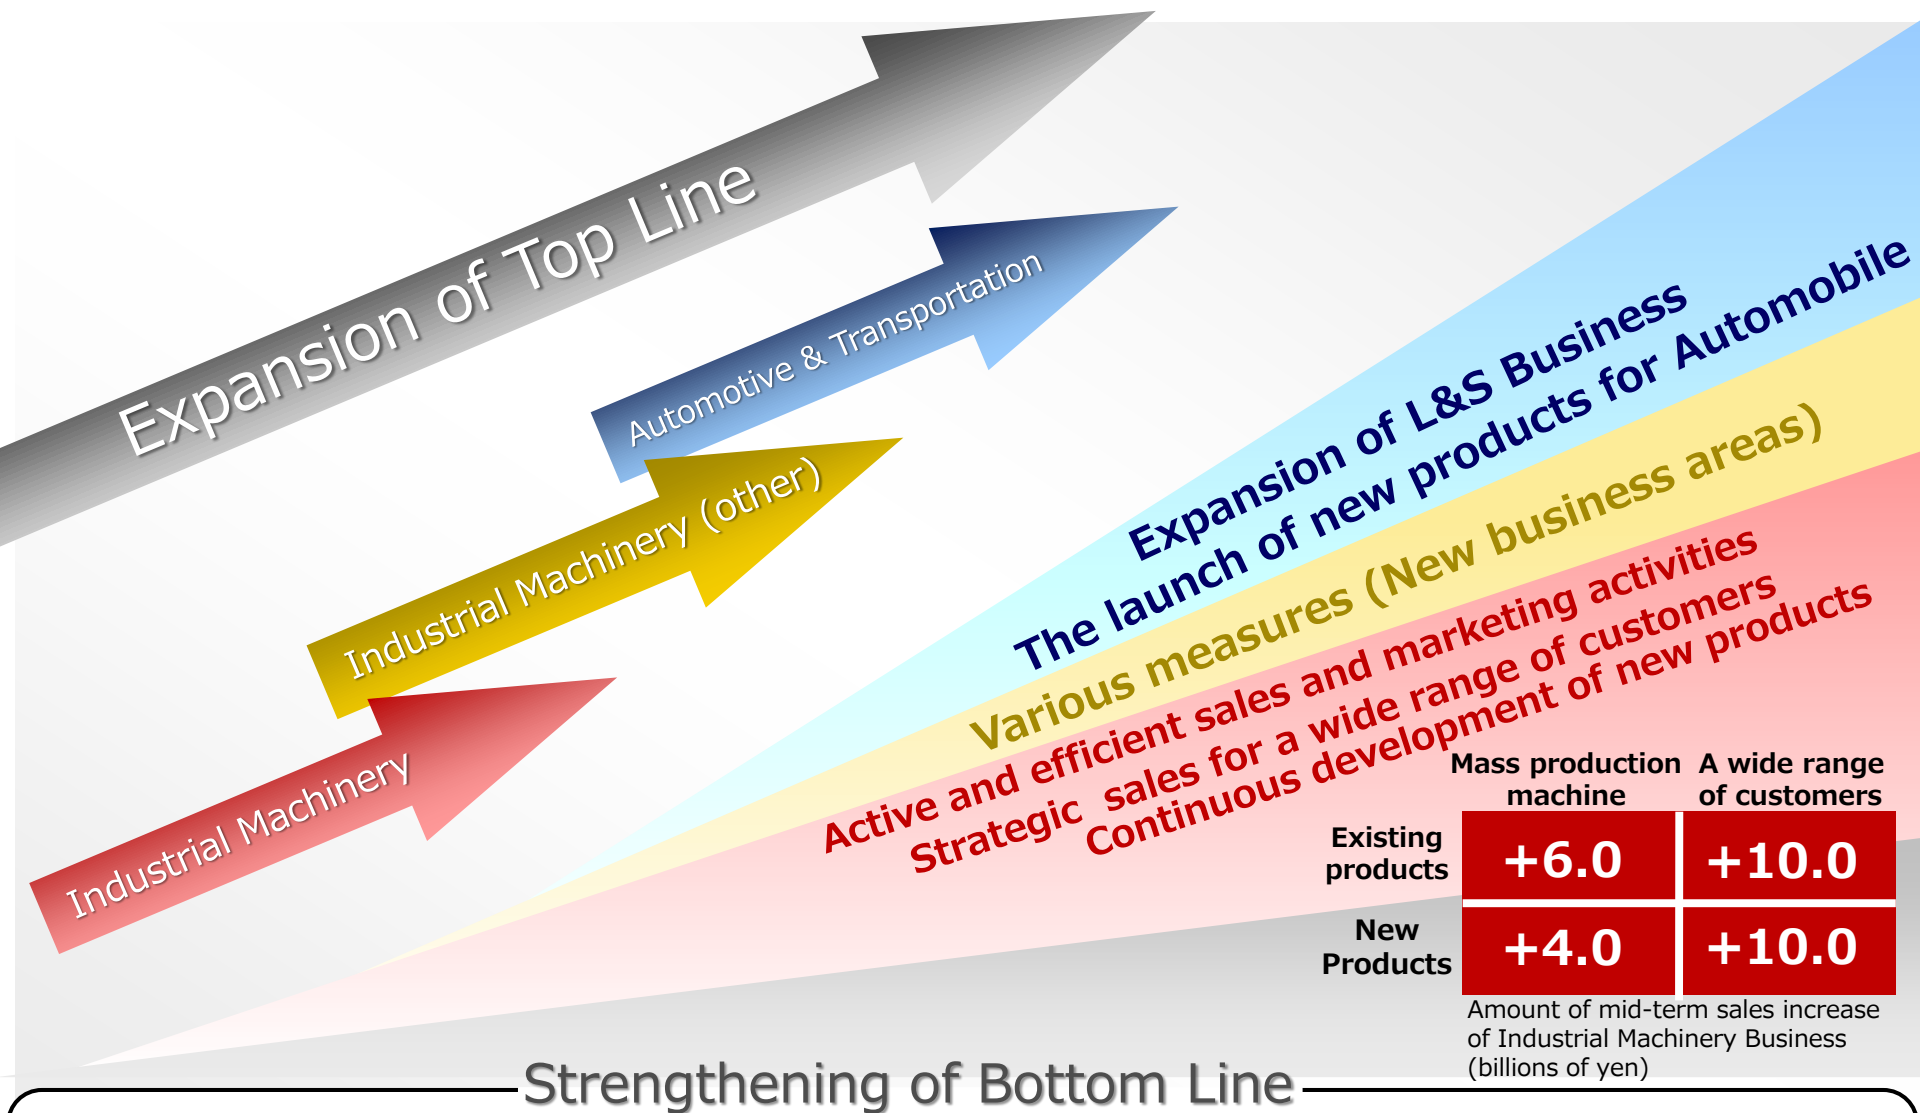 Expansion of Top Line
Automotive & Transportation
Industrial Machinery (other)
Industrial Machinery
Expansion of L&S Business
The launch of new products for Automobile
Various measures (New business areas)
Active and efficient sales and marketing activities
Strategic sales for a wide range of customers
Continuous development of new products
Mass production
machine
A wide range
of customers
Existing
products
+6.0
+10.0
New
Products
+4.0
+10.0
Amount of mid-term sales increase
of Industrial Machinery Business
(billions of yen)
Strengthening of Bottom Line